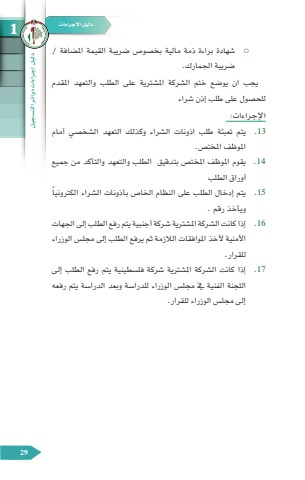 دليل الاجراءات
1
دليل إجراءات دوائر التسجيل
○ شهادة براءة ذمة مالية بخصوص ضريبة القيمة المضافة /
ضريبة الجمارك.
يجب ان يوضع ختم الشركة المشترية على الطلب والتعهد المقدم
للحصول على طلب إذن شراء
الإجراءات:
13. يتم تعبئة طلب اذونات الشراء وكذلك التعهد الشخصي أمام
الموظف المختص.
14. يقوم الموظف المختص بتدقيق الطلب والتعهد والتأكد من جميع
أوراق الطلب
15. يتم إدخال الطلب على النظام الخاص بأذونات الشراء الكترونياً
ويأخذ رقم .
16. إذا كانت الشركة المشترية شركة أجنبية يتم رفع الطلب إلى الجهات
الأمنية لأخذ الموافقات اللازمة ثم يرفع الطلب إلى مجلس الوزراء
للقرار.
17. إذا كانت الشركة المشترية شركة فلسطينية يتم رفع الطلب إلى
اللجنة الفنية في مجلس الوزراء للدراسة وبعد الدراسة يتم رفعه
إلى مجلس الوزراء للقرار.
29